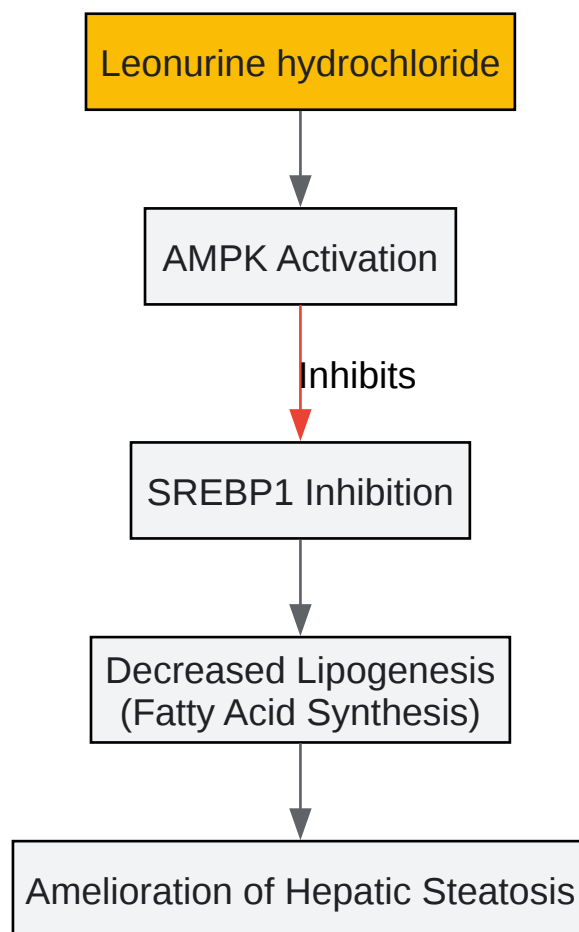 Leonurine hydrochloride
AMPK Activation
Inhibits
SREBP1 Inhibition
Decreased Lipogenesis
(Fatty Acid Synthesis)
Amelioration of Hepatic Steatosis